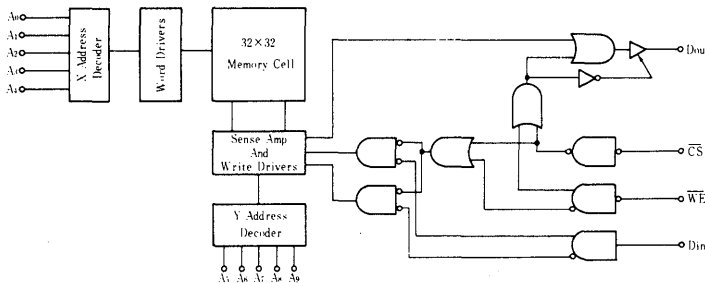 A0
A1
A2
A3
A4
X Address
Decoder
Word Drivers
32×32
Memory Cell
Sense Amp
And
Write Drivers
Y Address
Decoder
A5 A6 A7 A8 A9
Dou
CS
WE
Din